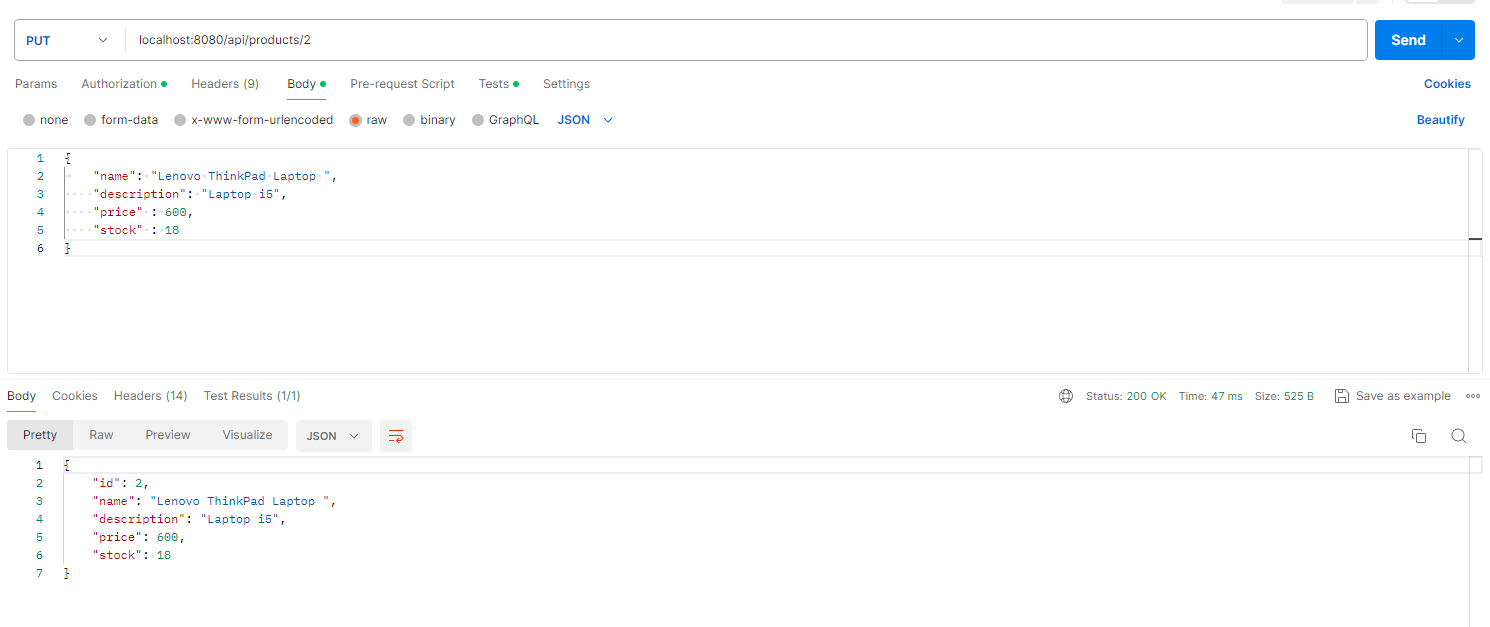 PUT localhost:8080/api/products/2 Send
Params Authorization Headers (9) Body Pre-request Script Tests Settings Cookies
none form-data x-www-form-urlencoded raw binary GraphQL JSON Beautify
1 {
2 "name": "Lenovo ThinkPad Laptop ",
3 "description": "Laptop i5",
4 "price" : 600,
5 "stock" : 18
6 }
Body Cookies Headers (14) Test Results (1/1) Status: 200 OK Time: 47 ms Size: 525 B Save as example
Pretty Raw Preview Visualize JSON
1 {
2 "id": 2,
3 "name": "Lenovo ThinkPad Laptop ",
4 "description": "Laptop i5",
5 "price": 600,
6 "stock": 18
7 }